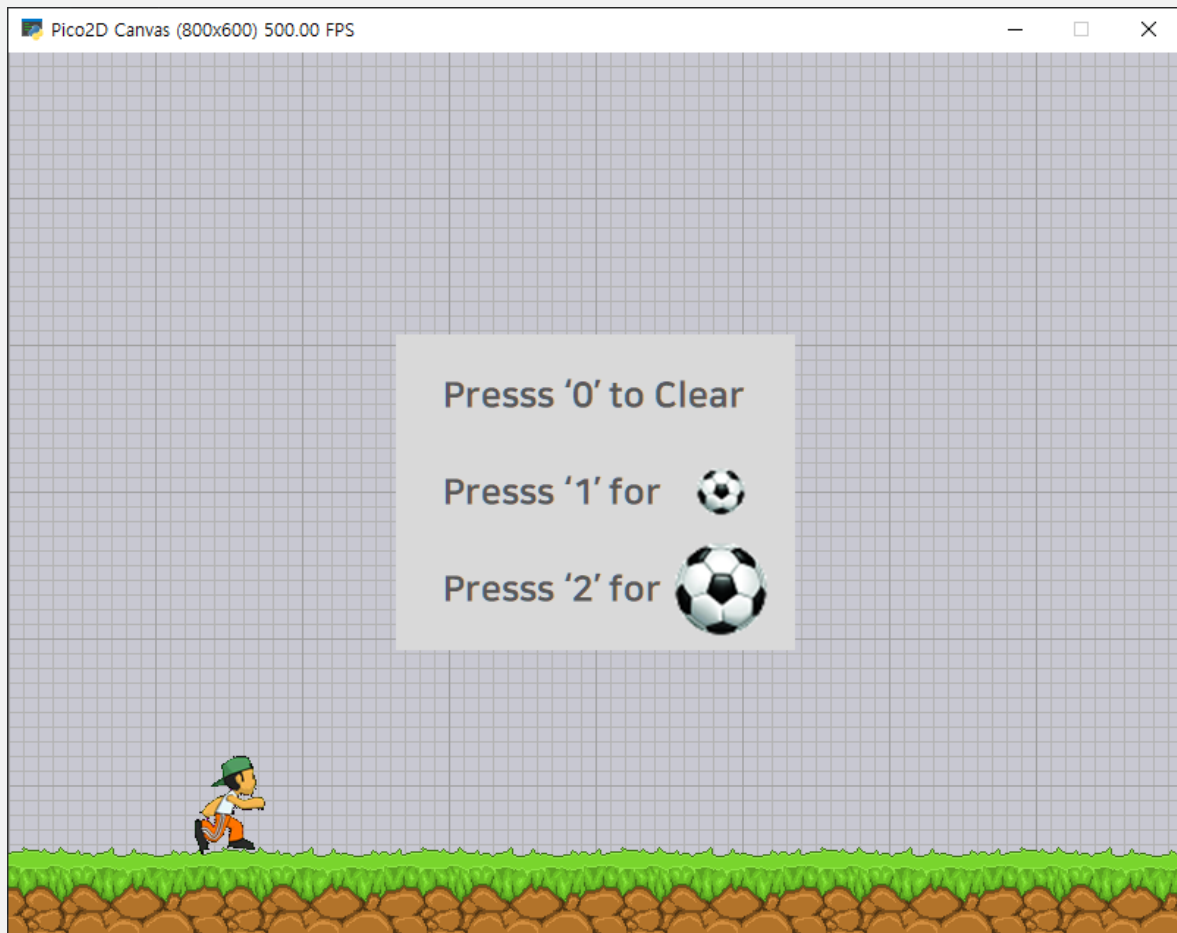 Pico2D Canvas (800x600) 500.00 FPS
Presss ‘0’ to Clear
Presss ‘1’ for
Presss ‘2’ for